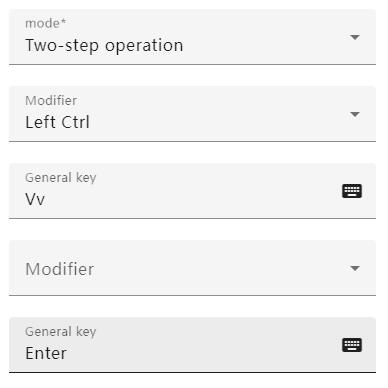 mode*
Two-step operation
Modifier
Left Ctrl
General key
Vv
Modifier
General key
Enter